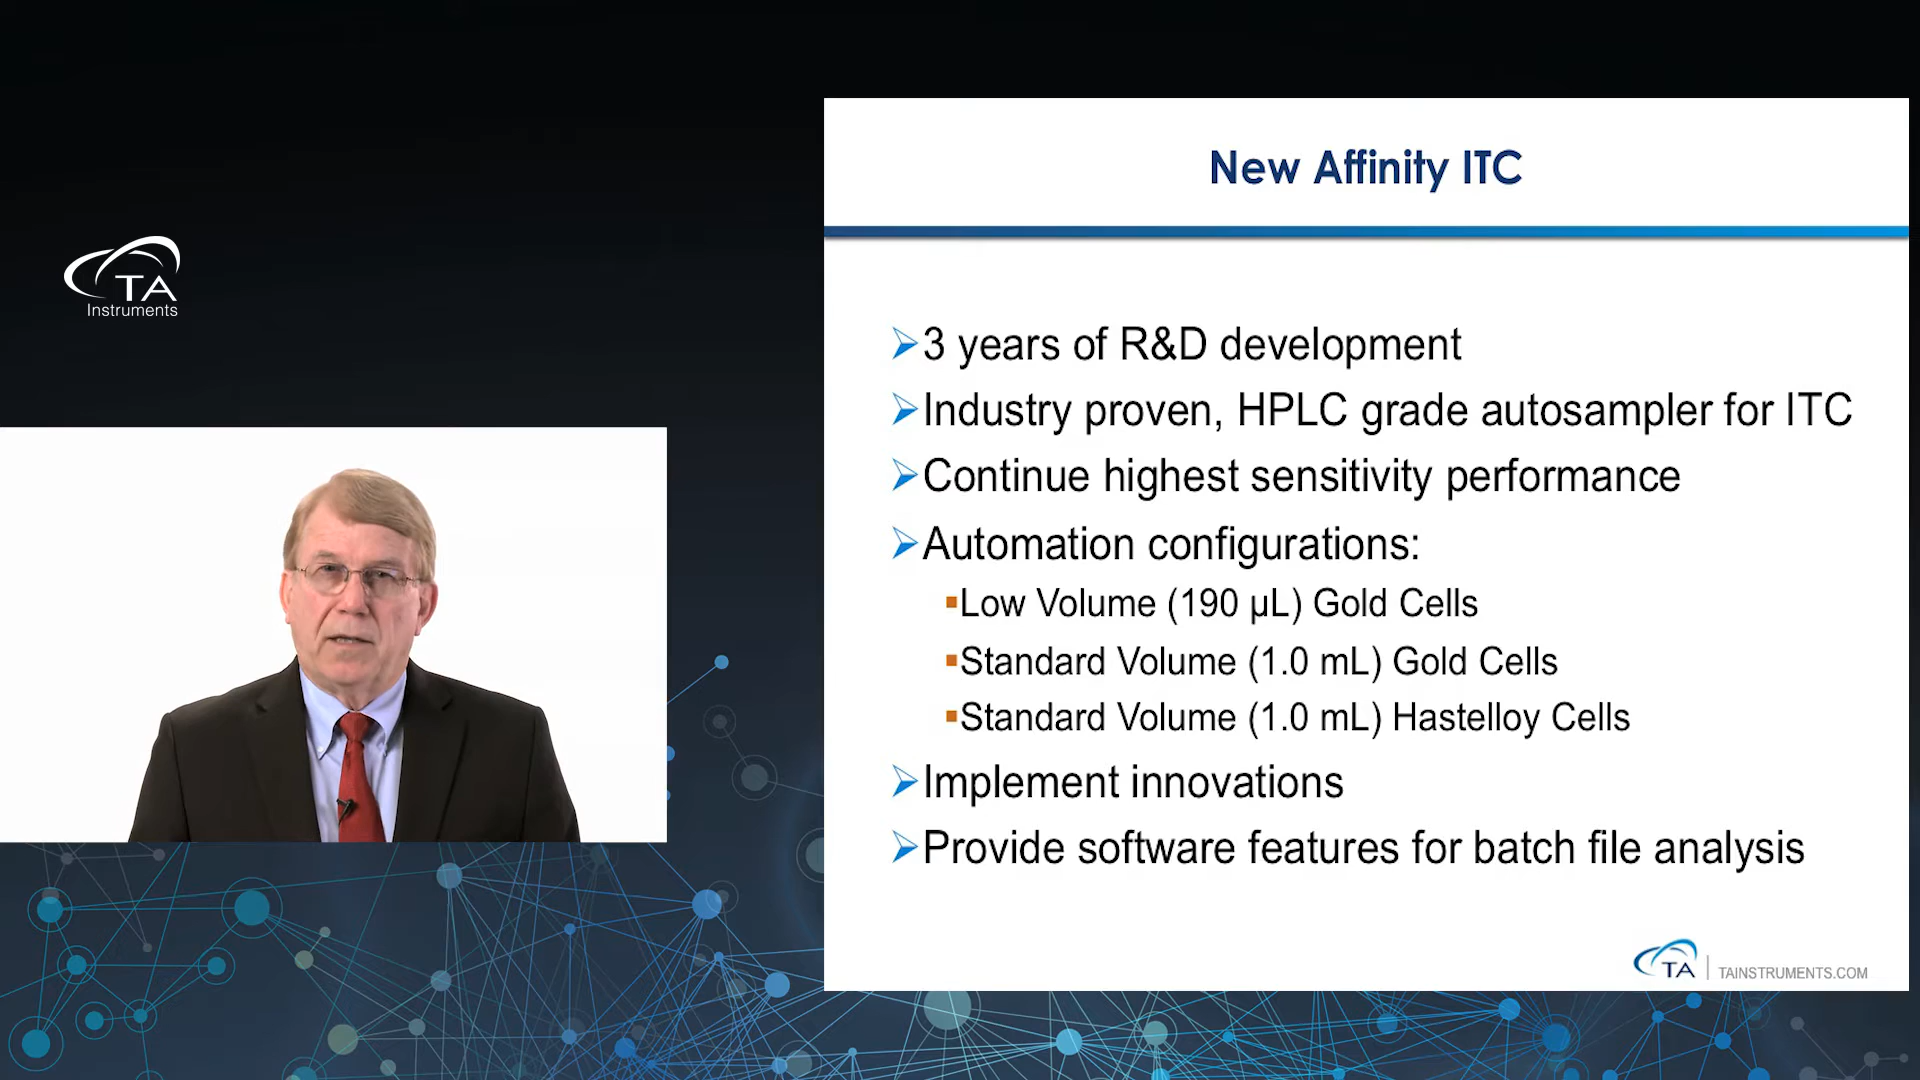 TA
Instruments
New Affinity ITC
➢3 years of R&D development
➢Industry proven, HPLC grade autosampler for ITC
➢Continue highest sensitivity performance
➢Automation configurations:
▪Low Volume (190 µL) Gold Cells
▪Standard Volume (1.0 mL) Gold Cells
▪Standard Volume (1.0 mL) Hastelloy Cells
➢Implement innovations
➢Provide software features for batch file analysis
TA | TAINSTRUMENTS.COM